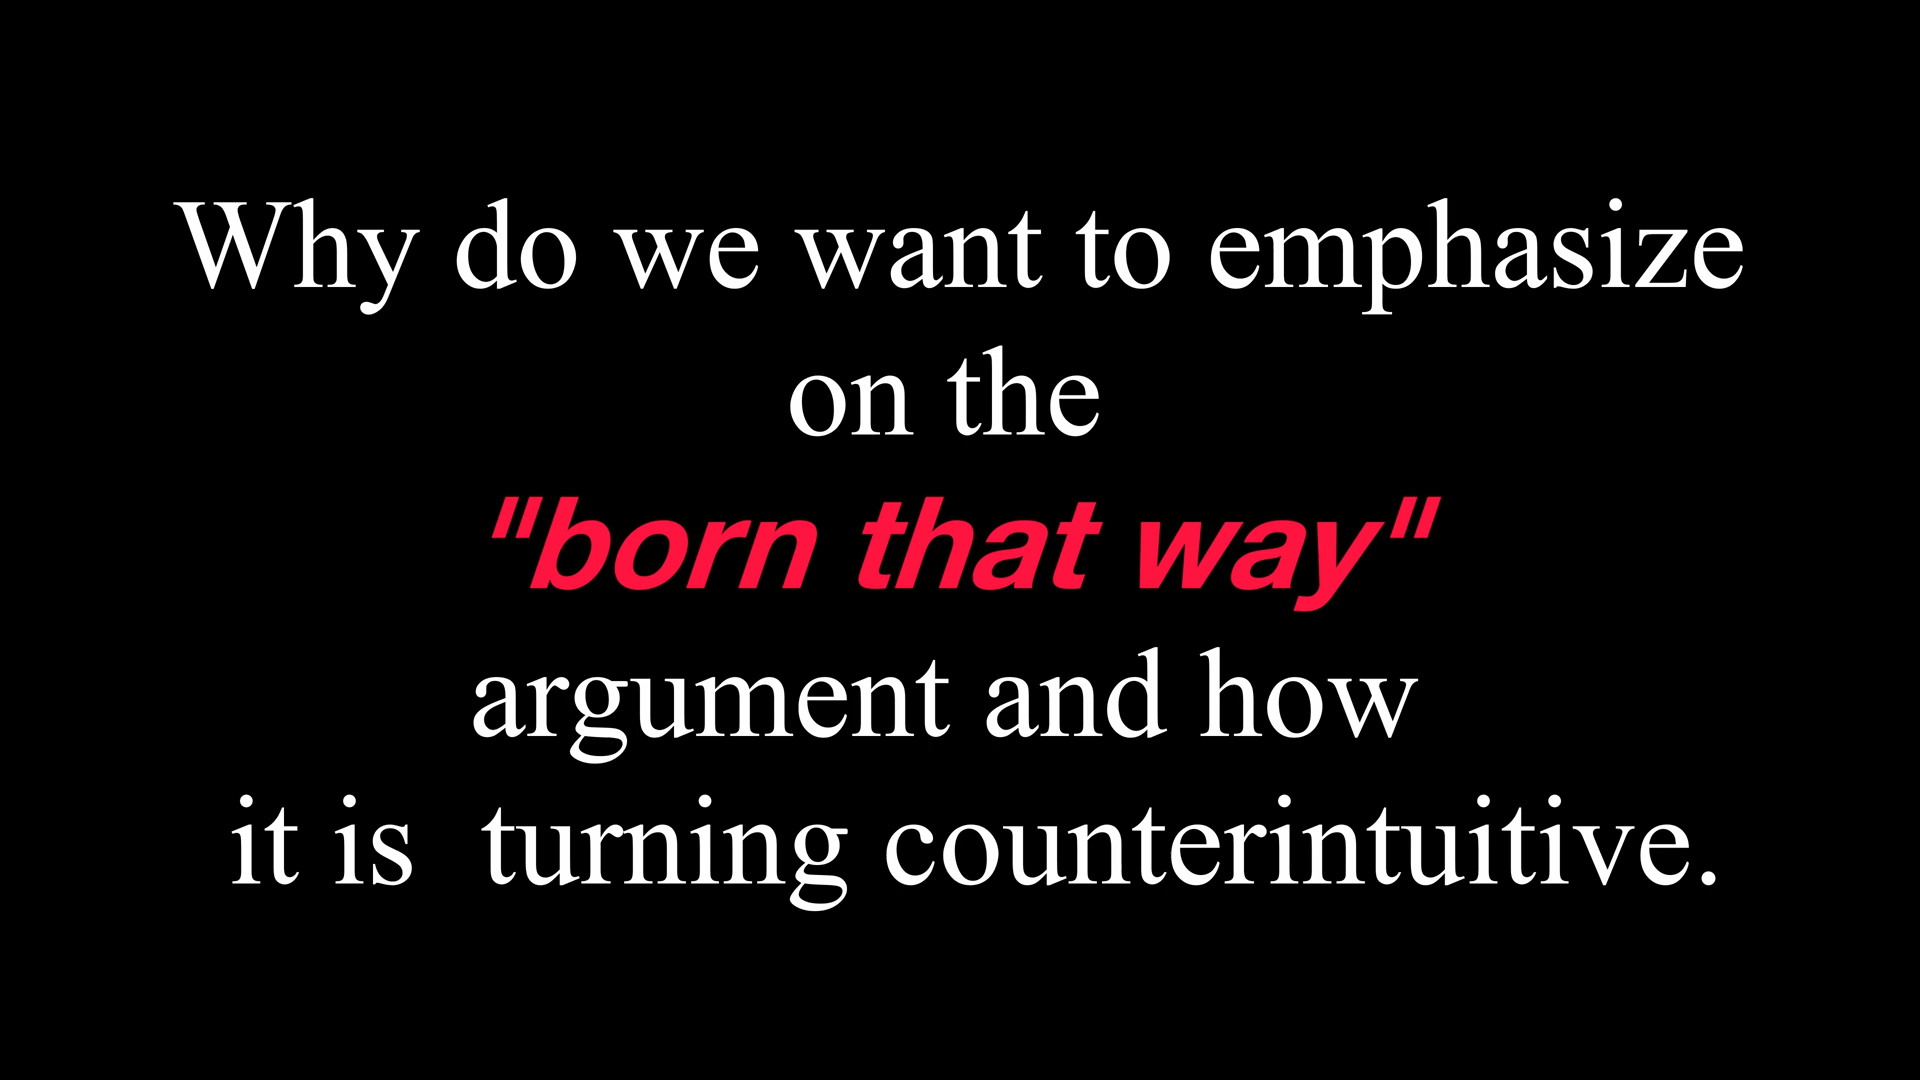 Why do we want to emphasize
on the
"born that way"
argument and how
it is  turning counterintuitive.